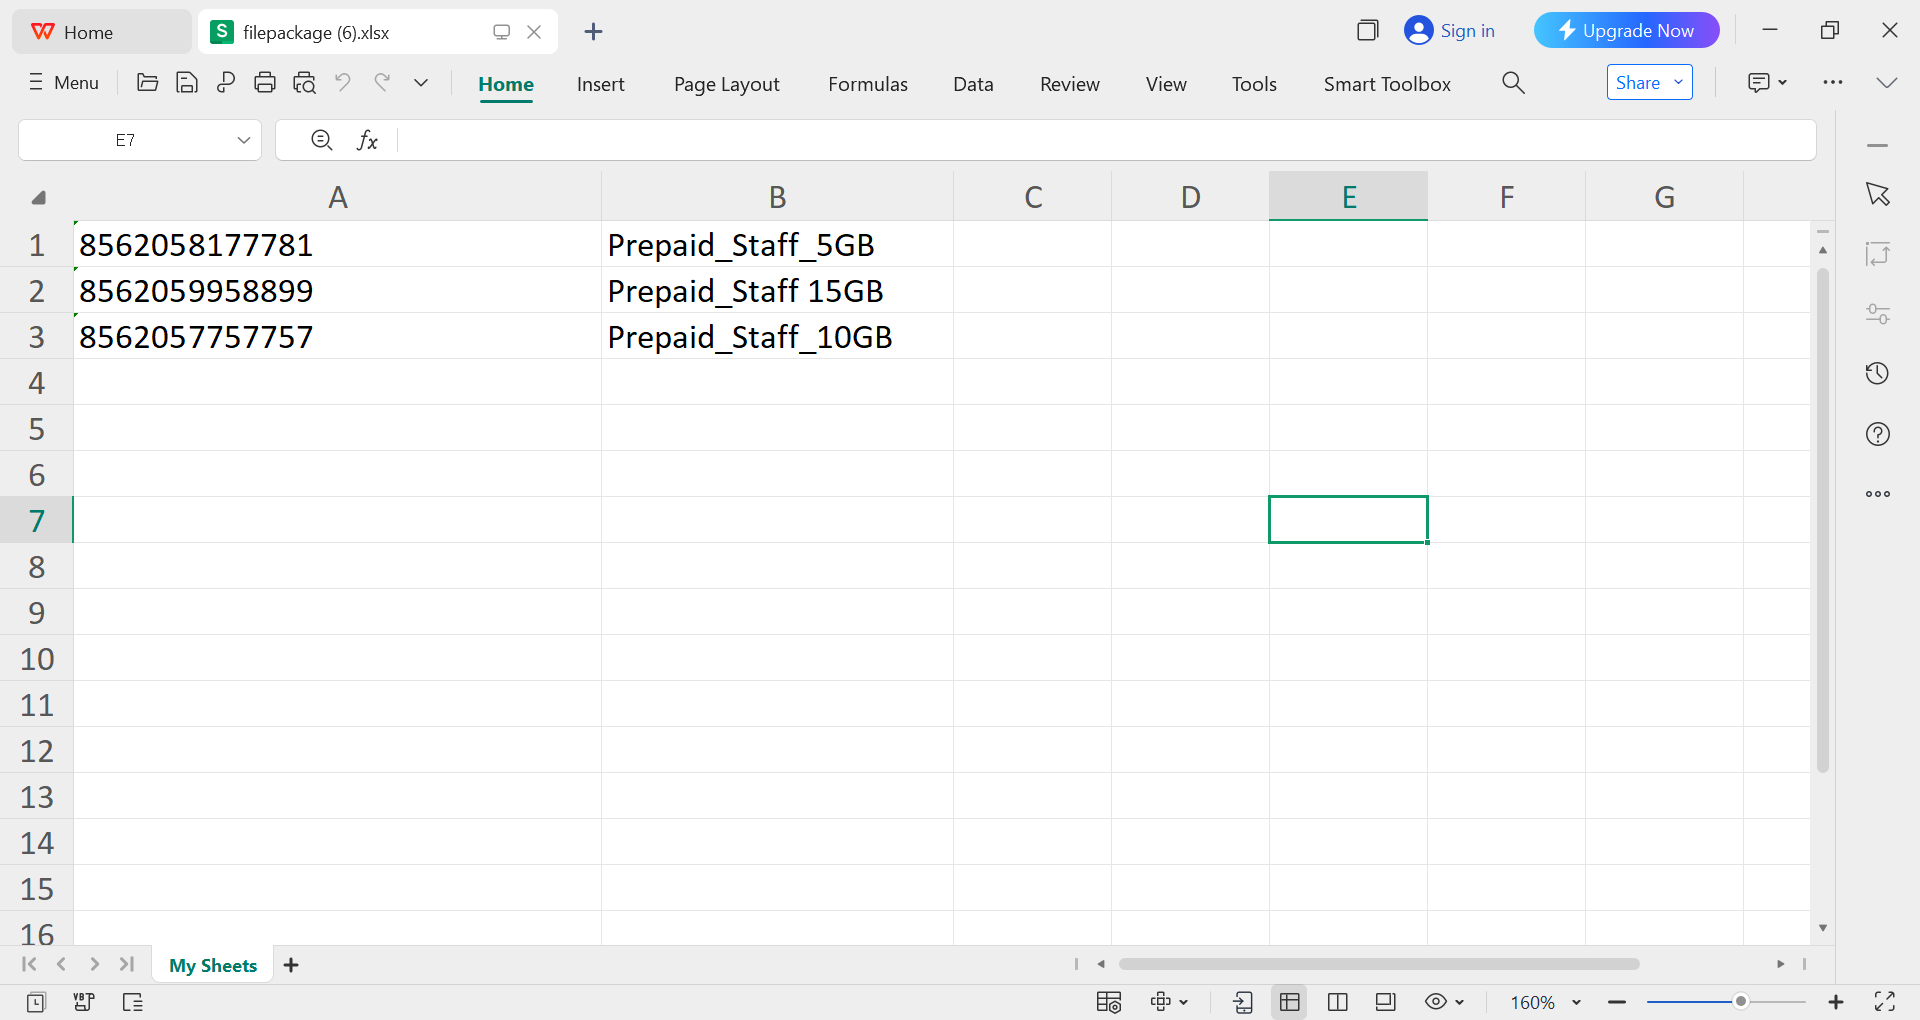 Home
filepackage (6).xlsx
Sign in
Upgrade Now
Menu
Home Insert Page Layout Formulas Data Review View Tools Smart Toolbox
Share
E7
fx
A B C D E F G
1 8562058177781 Prepaid_Staff_5GB
2 8562059958899 Prepaid_Staff 15GB
3 8562057757757 Prepaid_Staff_10GB
4
5
6
7
8
9
10
11
12
13
14
15
16
My Sheets
160%